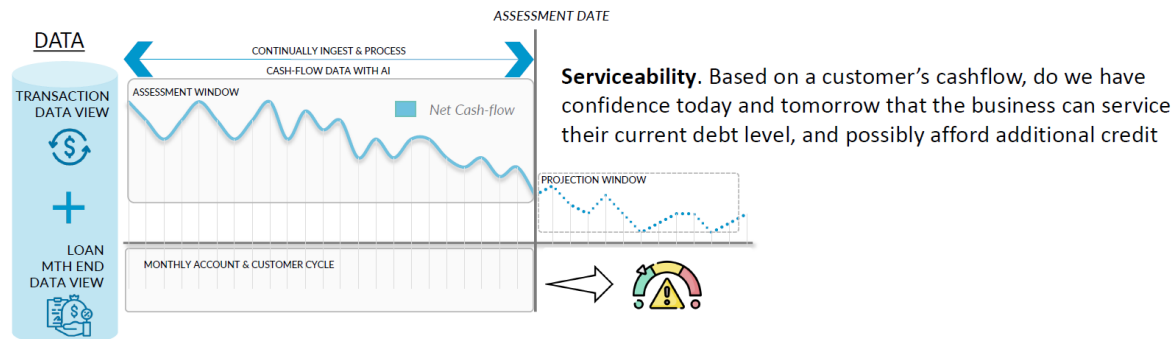 ASSESSMENT DATE
DATA
CONTINUALLY INGEST & PROCESS
CASH-FLOW DATA WITH AI
TRANSACTION
DATA VIEW
ASSESSMENT WINDOW
Net Cash-flow
Serviceability. Based on a customer's cashflow, do we have
confidence today and tomorrow that the business can service
their current debt level, and possibly afford additional credit
PROJECTION WINDOW
LOAN
MTH END
DATA VIEW
MONTHLY ACCOUNT & CUSTOMER CYCLE